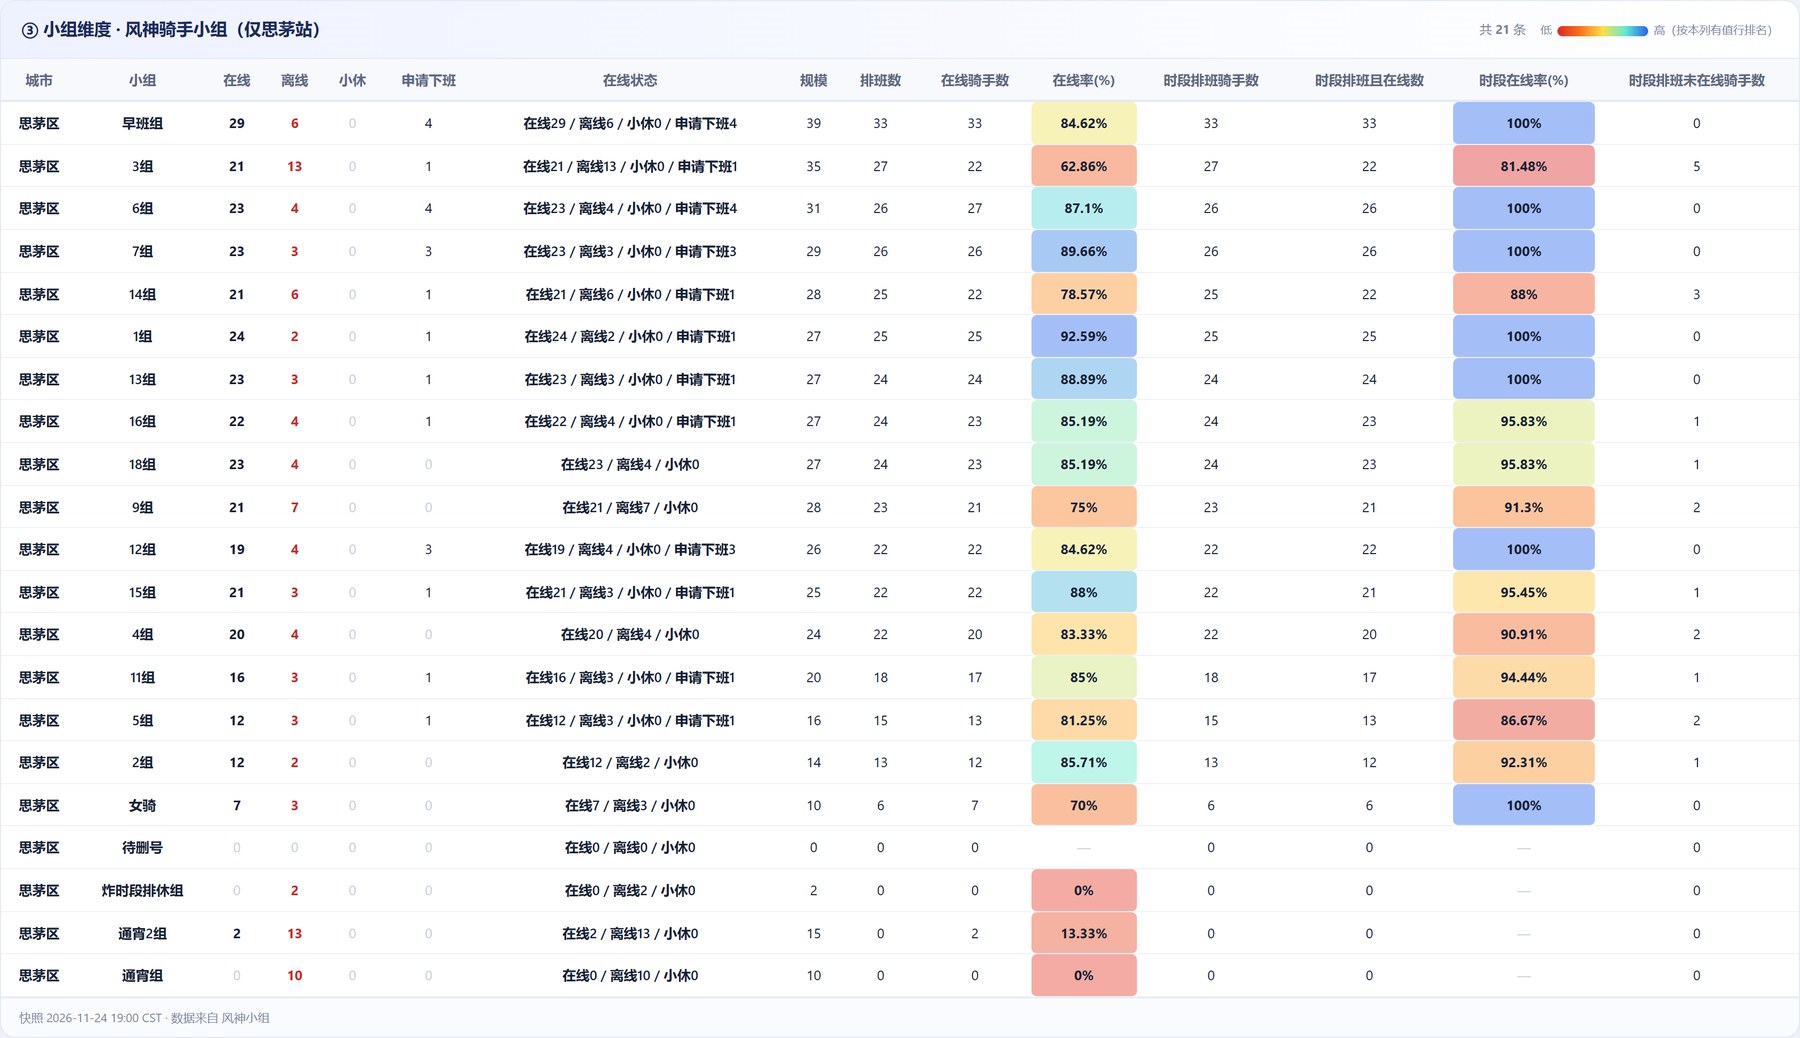 ③ 小组维度 · 风神骑手小组（仅思茅站）
共 21 条 低 高 (按本列有值行排名)
城市 小组 在线 离线 小休 申请下班 在线状态 规模 排班数 在线骑手数 在线率(%) 时段排班骑手数 时段排班且在线数 时段在线率(%) 时段排班未在线骑手数
思茅区 早班组 29 6 0 4 在线29 / 离线6 / 小休0 / 申请下班4 39 33 33 84.62% 33 33 100% 0
思茅区 3组 21 13 0 1 在线21 / 离线13 / 小休0 / 申请下班1 35 27 22 62.86% 27 22 81.48% 5
思茅区 6组 23 4 0 4 在线23 / 离线4 / 小休0 / 申请下班4 31 26 27 87.1% 26 26 100% 0
思茅区 7组 23 3 0 3 在线23 / 离线3 / 小休0 / 申请下班3 29 26 26 89.66% 26 26 100% 0
思茅区 14组 21 6 0 1 在线21 / 离线6 / 小休0 / 申请下班1 28 25 22 78.57% 25 22 88% 3
思茅区 1组 24 2 0 1 在线24 / 离线2 / 小休0 / 申请下班1 27 25 25 92.59% 25 25 100% 0
思茅区 13组 23 3 0 1 在线23 / 离线3 / 小休0 / 申请下班1 27 24 24 88.89% 24 24 100% 0
思茅区 16组 22 4 0 1 在线22 / 离线4 / 小休0 / 申请下班1 27 24 23 85.19% 24 23 95.83% 1
思茅区 18组 23 4 0 0 在线23 / 离线4 / 小休0 27 24 23 85.19% 24 23 95.83% 1
思茅区 9组 21 7 0 0 在线21 / 离线7 / 小休0 28 23 21 75% 23 21 91.3% 2
思茅区 12组 19 4 0 3 在线19 / 离线4 / 小休0 / 申请下班3 26 22 22 84.62% 22 22 100% 0
思茅区 15组 21 3 0 1 在线21 / 离线3 / 小休0 / 申请下班1 25 22 22 88% 22 21 95.45% 1
思茅区 4组 20 4 0 0 在线20 / 离线4 / 小休0 24 22 20 83.33% 22 20 90.91% 2
思茅区 11组 16 3 0 1 在线16 / 离线3 / 小休0 / 申请下班1 20 18 17 85% 18 17 94.44% 1
思茅区 5组 12 3 0 1 在线12 / 离线3 / 小休0 / 申请下班1 16 15 13 81.25% 15 13 86.67% 2
思茅区 2组 12 2 0 0 在线12 / 离线2 / 小休0 14 13 12 85.71% 13 12 92.31% 1
思茅区 女骑 7 3 0 0 在线7 / 离线3 / 小休0 10 6 7 70% 6 6 100% 0
思茅区 待删号 0 0 0 0 在线0 / 离线0 / 小休0 0 0 0 — 0 0 — 0
思茅区 炸时段排休组 0 2 0 0 在线0 / 离线2 / 小休0 2 0 0 0% 0 0 — 0
思茅区 通宵2组 2 13 0 0 在线2 / 离线13 / 小休0 15 0 2 13.33% 0 0 — 0
思茅区 通宵组 0 10 0 0 在线0 / 离线10 / 小休0 10 0 0 0% 0 0 — 0
快照 2026-11-24 19:00 CST · 数据来自 风神小组